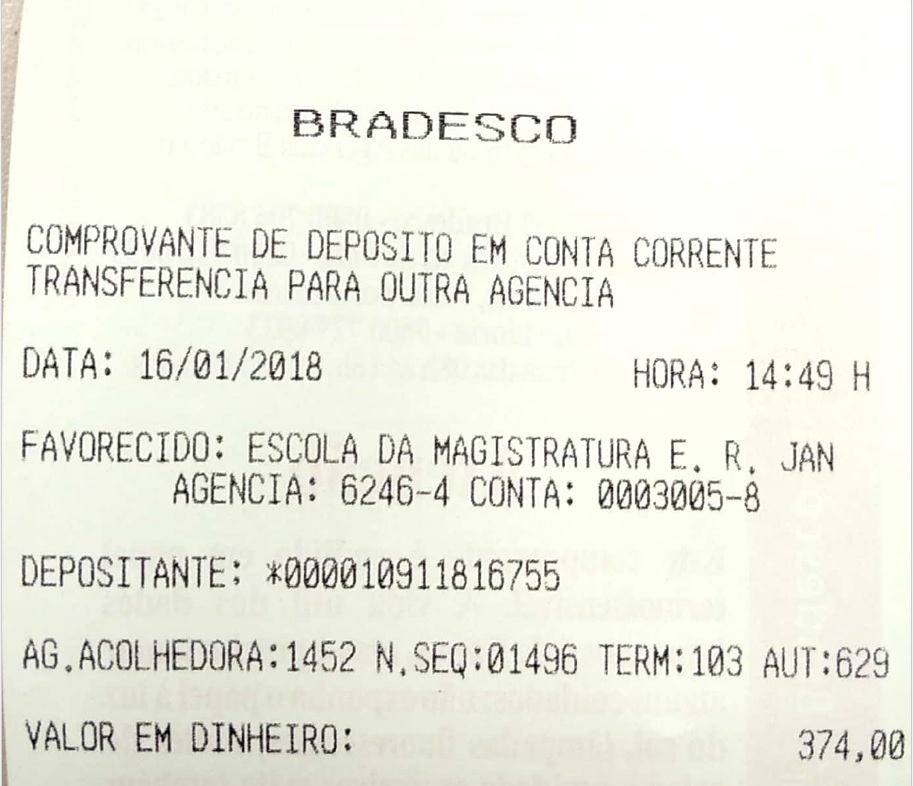 BRADESCO
COMPROVANTE DE DEPOSITO EM CONTA CORRENTE
TRANSFERENCIA PARA OUTRA AGENCIA
DATA: 16/01/2018 HORA: 14:49 H
FAVORECIDO: ESCOLA DA MAGISTRATURA E. R. JAN
AGENCIA: 6246-4 CONTA: 0003005-8
DEPOSITANTE: *000010911816755
AG.ACOLHEDORA:1452 N.SEQ:01496 TERM:103 AUT:629
VALOR EM DINHEIRO: 374,00